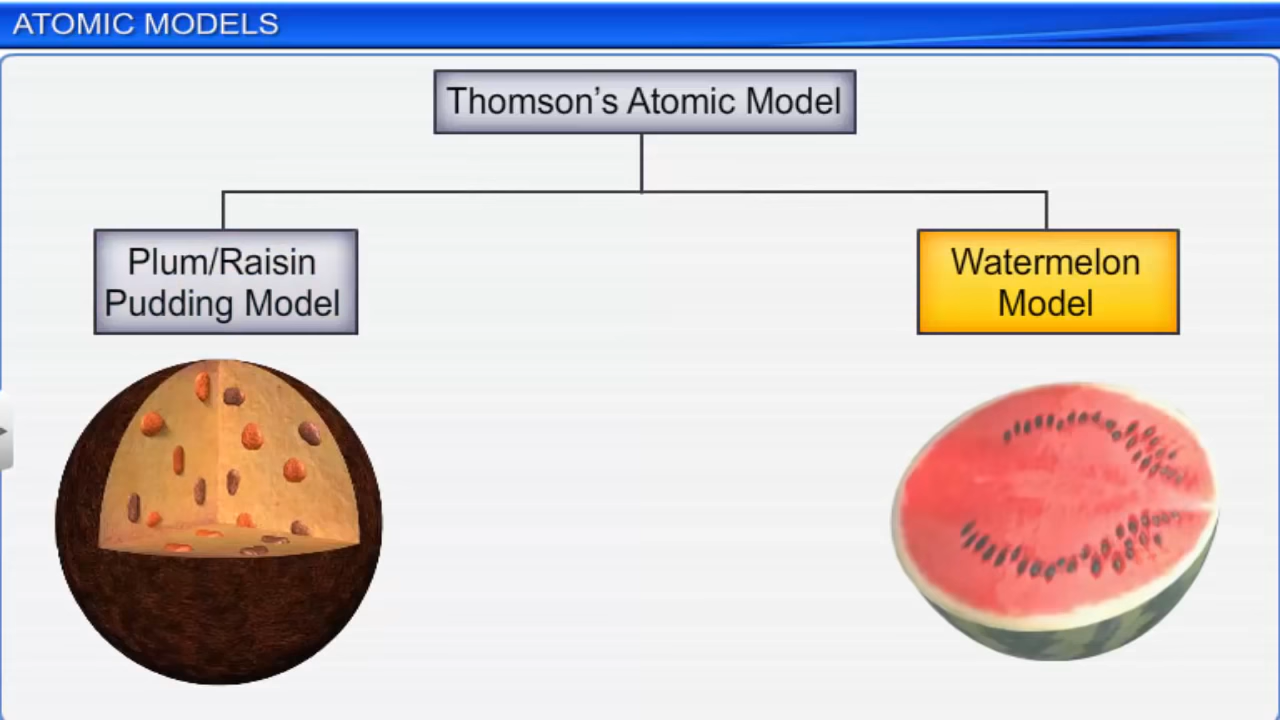 ATOMIC MODELS
Thomson’s Atomic Model
Plum/Raisin
Pudding Model
Watermelon
Model